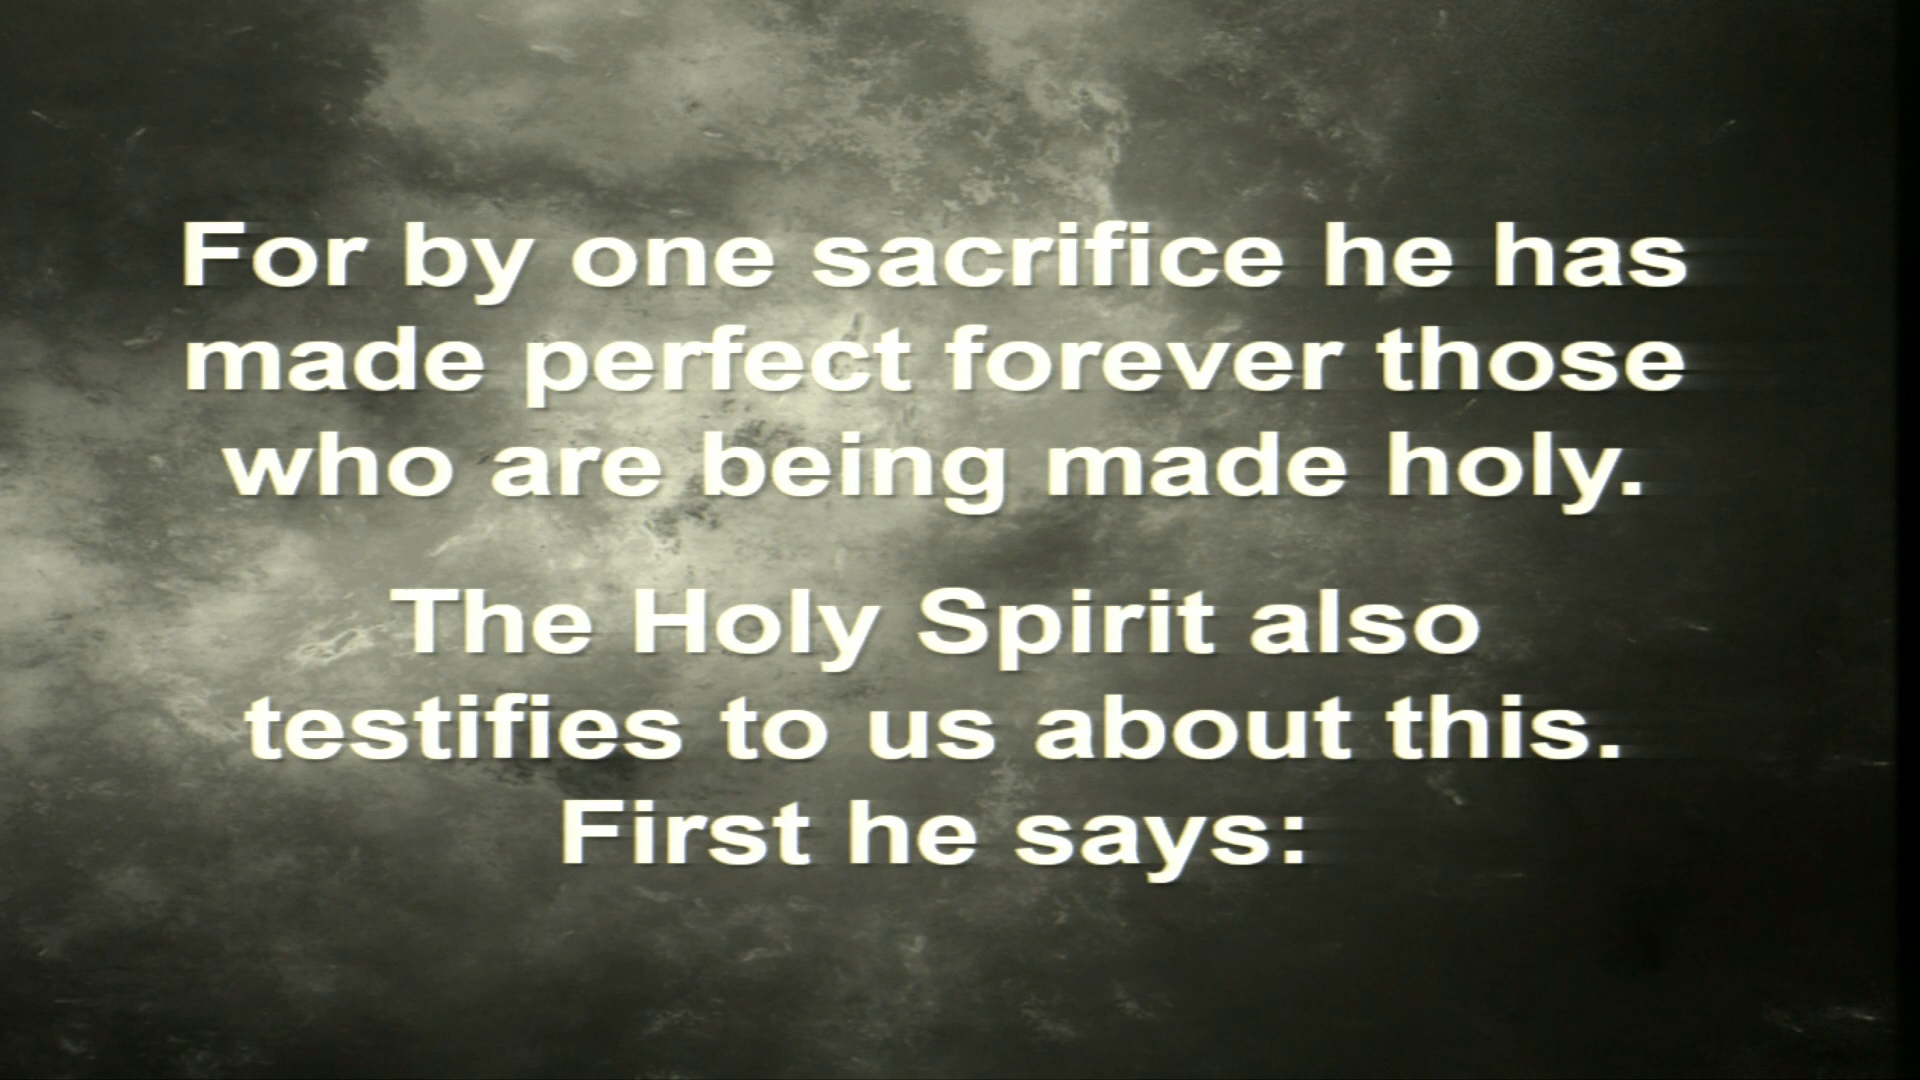 For by one sacrifice he has
made perfect forever those
who are being made holy.
The Holy Spirit also
testifies to us about this.
First he says: